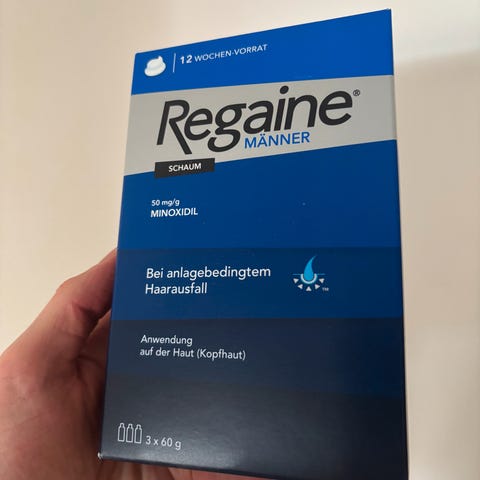 12 WOCHEN-VORRAT
Regaine®
MÄNNER
SCHAUM
50 mg/g
MINOXIDIL
Bei anlagebedingtem
Haarausfall
TM
Anwendung
auf der Haut (Kopfhaut)
3 x 60 g